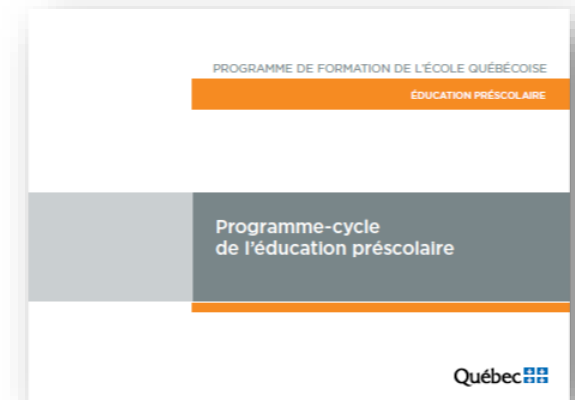 PROGRAMME DE FORMATION DE L'ÉCOLE QUÉBÉCOISE
ÉDUCATION PRÉSCOLAIRE
Programme-cycle
de l'éducation préscolaire
Québec